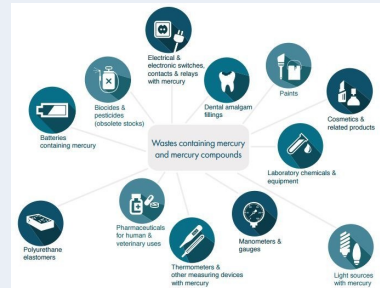 Electrical &
electronic switches,
contacts & relays
with mercury
Biocides &
pesticides
(obsolete stocks)
Dental amalgam
fillings
Paints
Batteries
containing mercury
Cosmetics &
related products
Wastes containing mercury
and mercury compounds
Laboratory chemicals &
equipment
Pharmaceuticals
for human &
veterinary uses
Manometers &
gauges
Polyurethane
elastomers
Thermometers &
other measuring devices
with mercury
Light sources
with mercury